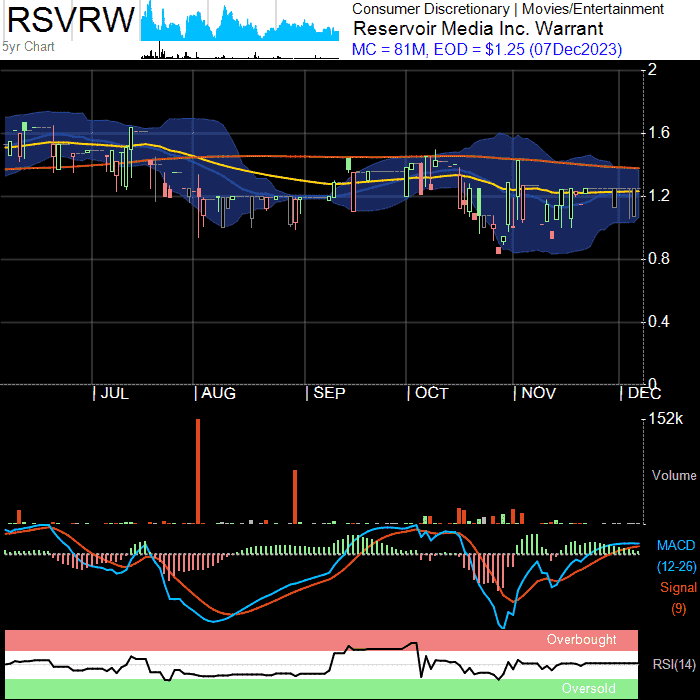 RSVRW
5yr Chart
Consumer Discretionary | Movies/Entertainment
Reservoir Media Inc. Warrant
MC = 81M, EOD = $1.25 (07Dec2023)
2
1.6
1.2
0.8
0.4
0
JUL
AUG
SEP
OCT
NOV
DEC
152k
Volume
MACD
(12-26)
Signal
(9)
Overbought
RSI(14)
Oversold